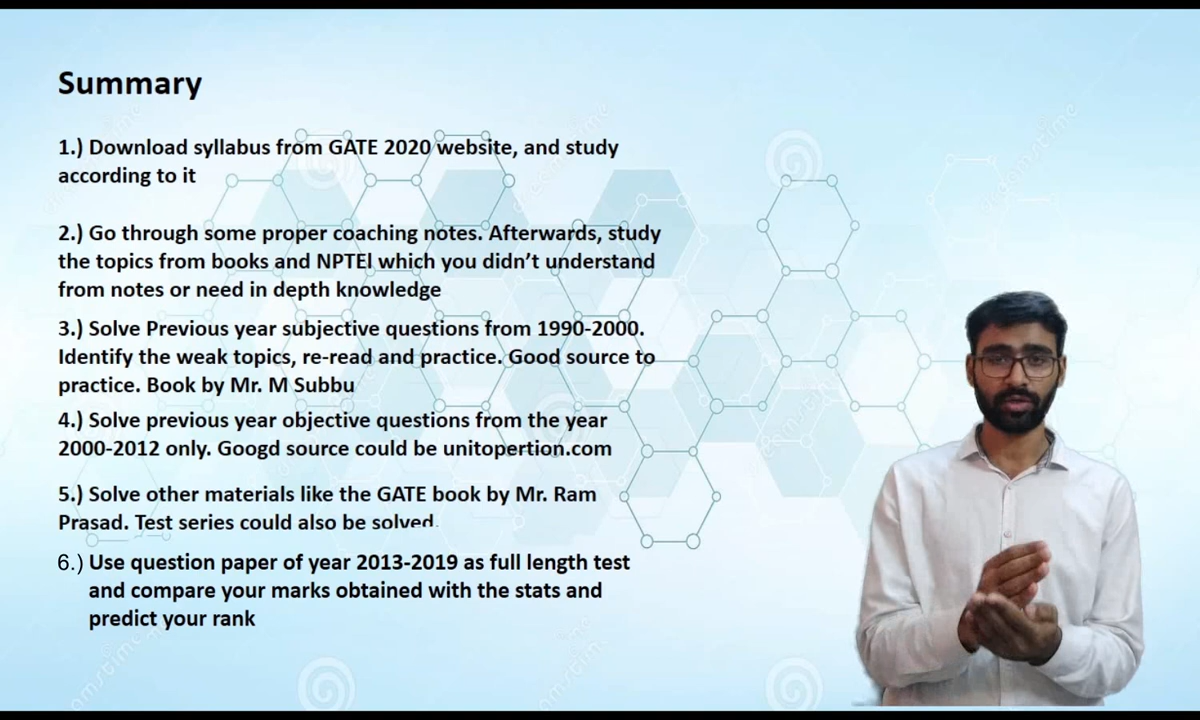 Summary
1.) Download syllabus from GATE 2020 website, and study
according to it
2.) Go through some proper coaching notes. Afterwards, study
the topics from books and NPTEl which you didn’t understand
from notes or need in depth knowledge
3.) Solve Previous year subjective questions from 1990-2000.
Identify the weak topics, re-read and practice. Good source to
practice. Book by Mr. M Subbu
4.) Solve previous year objective questions from the year
2000-2012 only. Googd source could be unitopertion.com
5.) Solve other materials like the GATE book by Mr. Ram
Prasad. Test series could also be solved.
6.) Use question paper of year 2013-2019 as full length test
and compare your marks obtained with the stats and
predict your rank